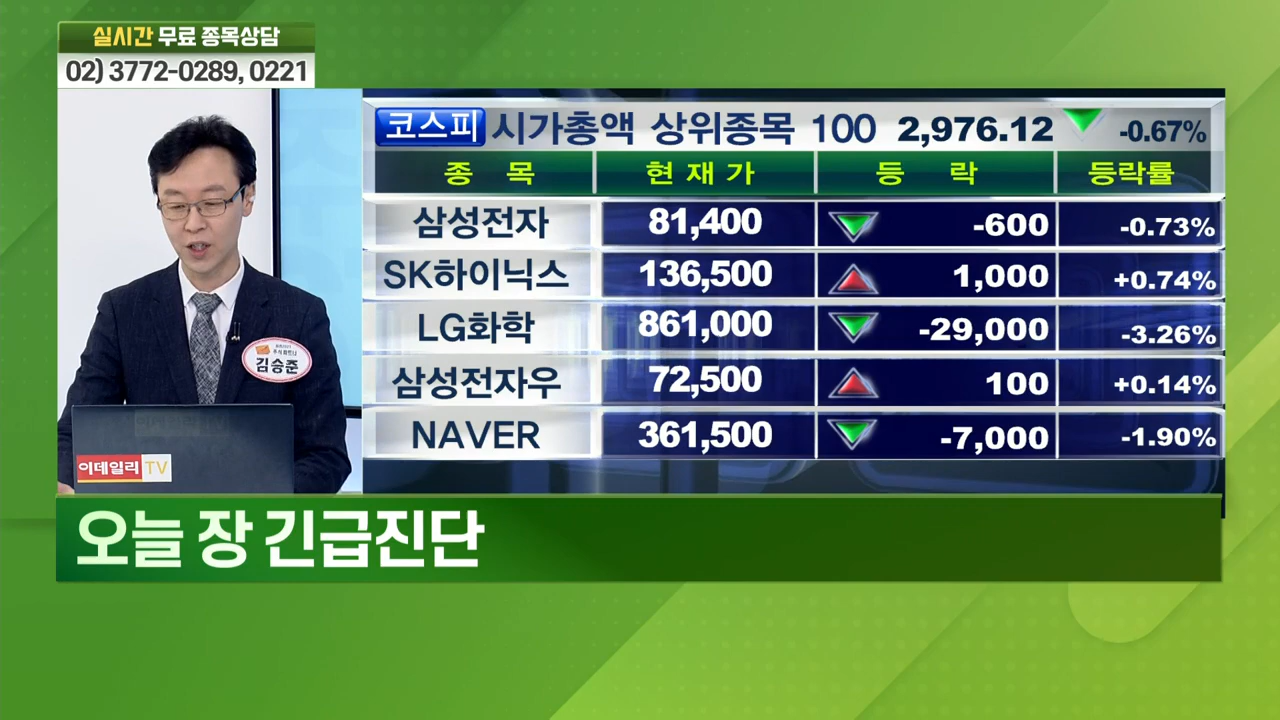 실시간 무료 종목상담
02) 3772-0289, 0221
코스피 시가총액 상위종목 100 2,976.12 -0.67%
종 목 현재가 등 락 등락률
삼성전자 81,400 -600 -0.73%
SK하이닉스 136,500 1,000 +0.74%
LG화학 861,000 -29,000 -3.26%
삼성전자우 72,500 100 +0.14%
NAVER 361,500 -7,000 -1.90%
김승준
이데일리 TV
오늘 장 긴급진단